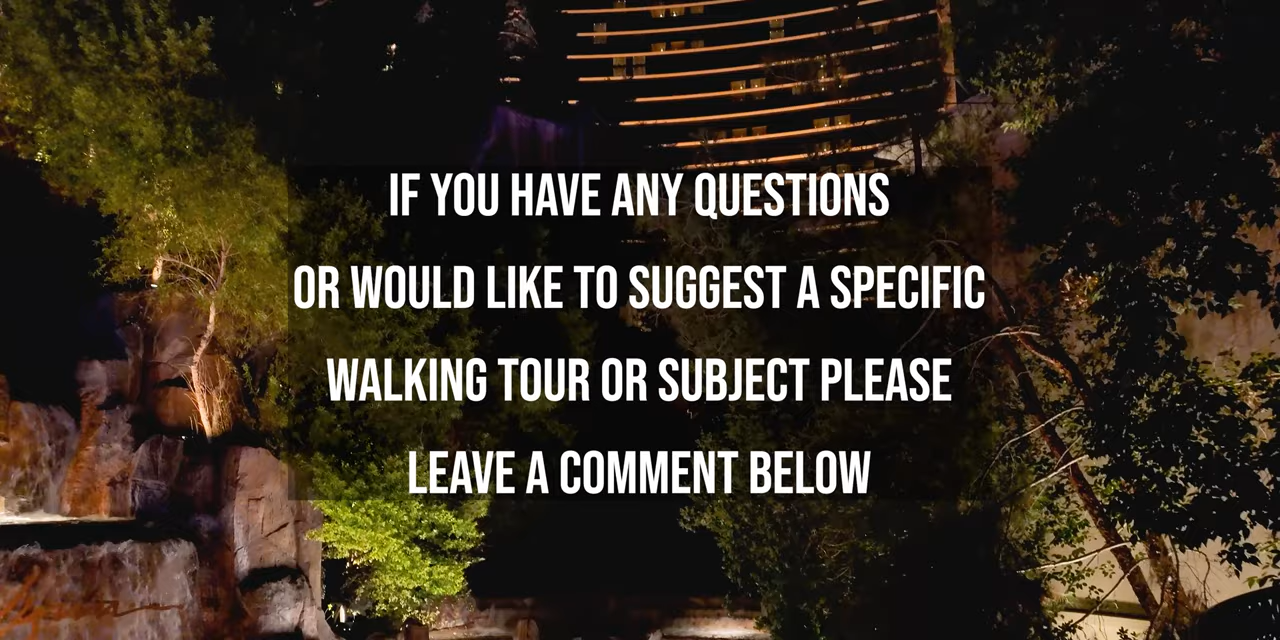 IF YOU HAVE ANY QUESTIONS
OR WOULD LIKE TO SUGGEST A SPECIFIC
WALKING TOUR OR SUBJECT PLEASE
LEAVE A COMMENT BELOW